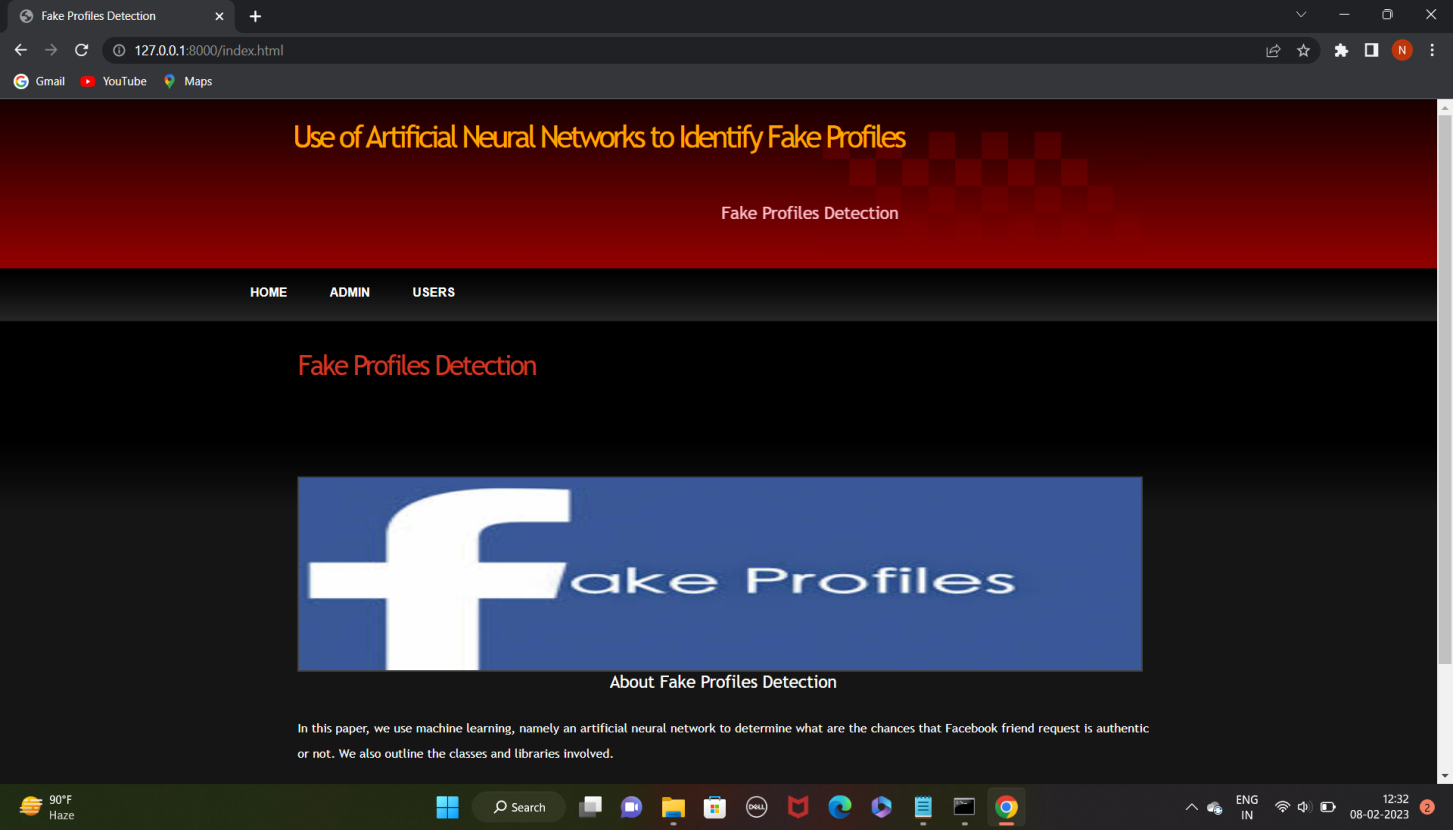 Fake Profiles Detection
127.0.0.1:8000/index.html
N
Gmail YouTube Maps
Use of Artificial Neural Networks to Identify Fake Profiles
Fake Profiles Detection
HOME ADMIN USERS
Fake Profiles Detection
fake Profiles
About Fake Profiles Detection
In this paper, we use machine learning, namely an artificial neural network to determine what are the chances that Facebook friend request is authentic
or not. We also outline the classes and libraries involved.
90°F
Haze
Search
DELL
ENG
IN
12:32
08-02-2023
2